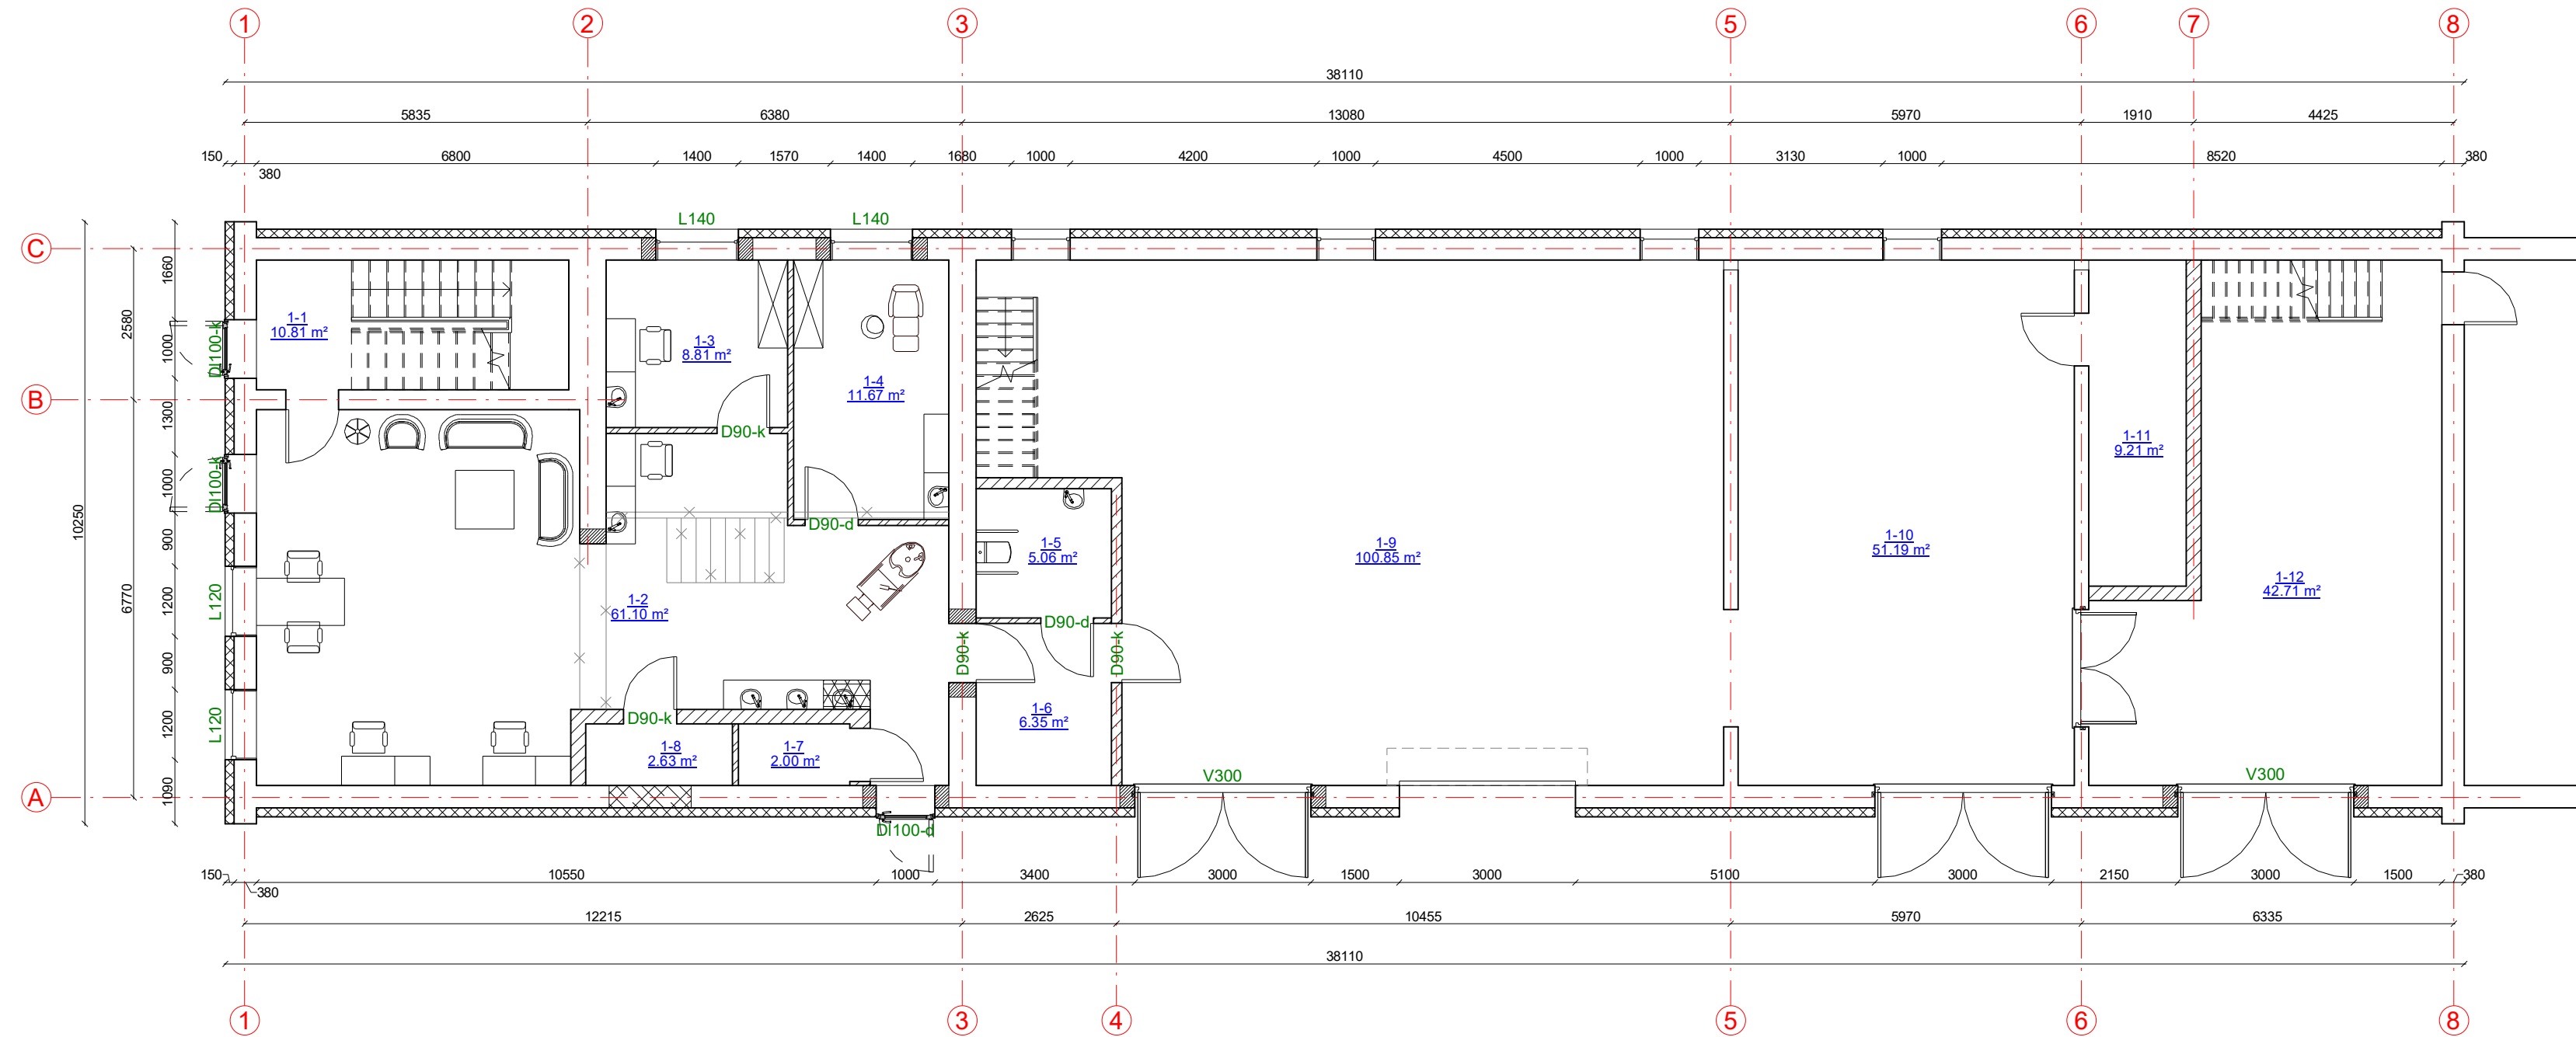 1 2 3 5 6 7 8
38110
5835 6380 13080 5970 1910 4425
150 6800 1400 1570 1400 1680 1000 4200 1000 4500 1000 3130 1000 8520 380
380
L140 L140
C
B
A
10250
2580
6770
1660
1000
1300
1000
900
1200
900
1200
1090
DI100-k
DI100-k
L120
L120
1-1
10.81 m²
1-3
8.81 m²
1-4
11.67 m²
D90-k
D90-d
1-11
9.21 m²
1-5
5.06 m²
1-9
100.85 m²
1-10
51.19 m²
1-12
42.71 m²
1-2
61.10 m²
D90-d
D90-k
D90-k
D90-k
1-6
6.35 m²
1-8
2.63 m²
1-7
2.00 m²
V300
V300
DI100-d
150 10550 1000 3400 3000 1500 3000 5100 3000 2150 3000 1500 380
380
12215 2625 10455 5970 6335
38110
1 3 4 5 6 8